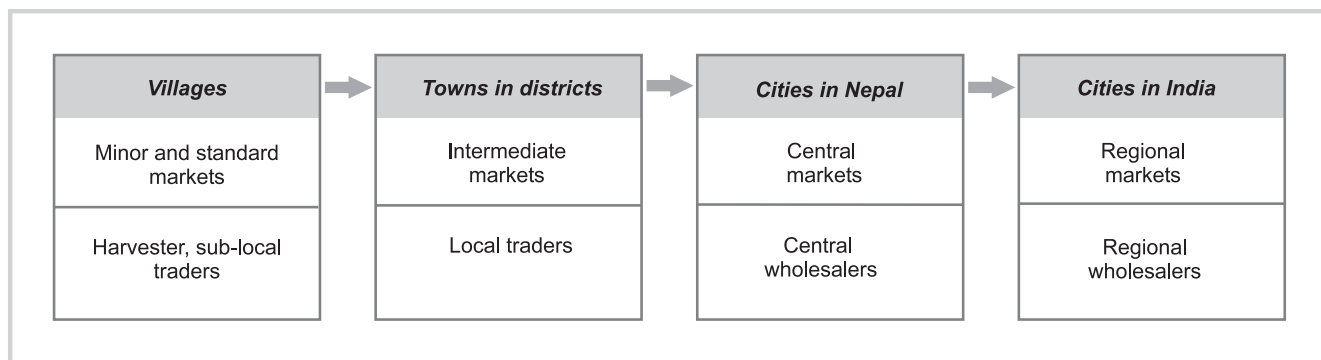 Villages
Minor and standard
markets
Harvester, sub-local
traders
Towns in districts
Intermediate
markets
Local traders
Cities in Nepal
Central
markets
Central
wholesalers
Cities in India
Regional
markets
Regional
wholesalers